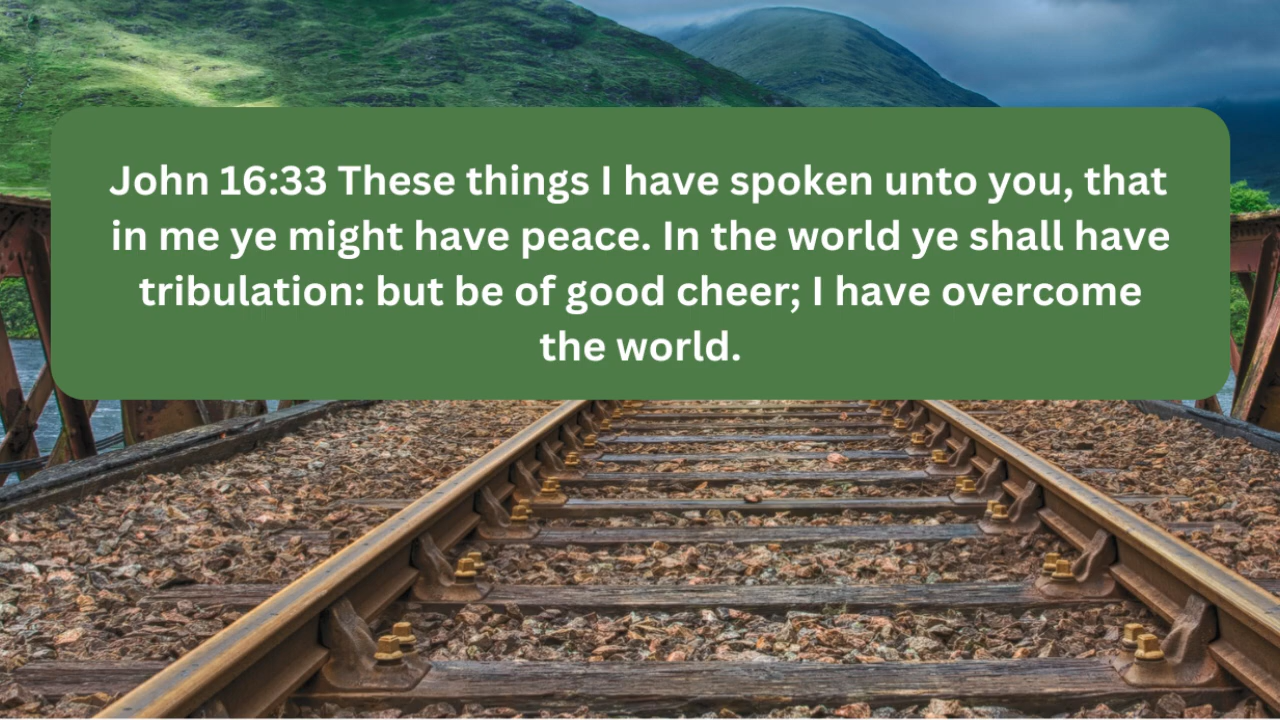 John 16:33 These things I have spoken unto you, that
in me ye might have peace. In the world ye shall have
tribulation: but be of good cheer; I have overcome
the world.